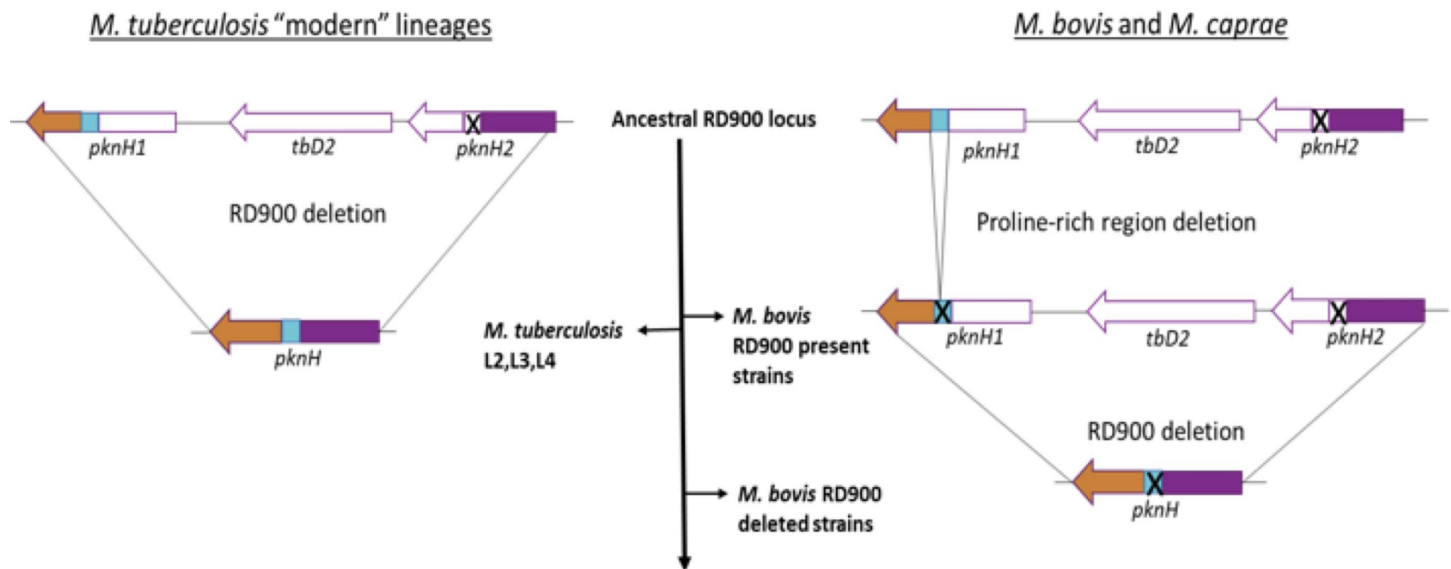 M. tuberculosis “modern” lineages
pknH1
tbD2
X
pknH2
RD900 deletion
pknH
Ancestral RD900 locus
M. tuberculosis
L2,L3,L4
M. bovis
RD900 present
strains
M. bovis RD900
deleted strains
M. bovis and M. caprae
pknH1
tbD2
X
pknH2
Proline-rich region deletion
X
pknH1
tbD2
X
pknH2
RD900 deletion
X
pknH